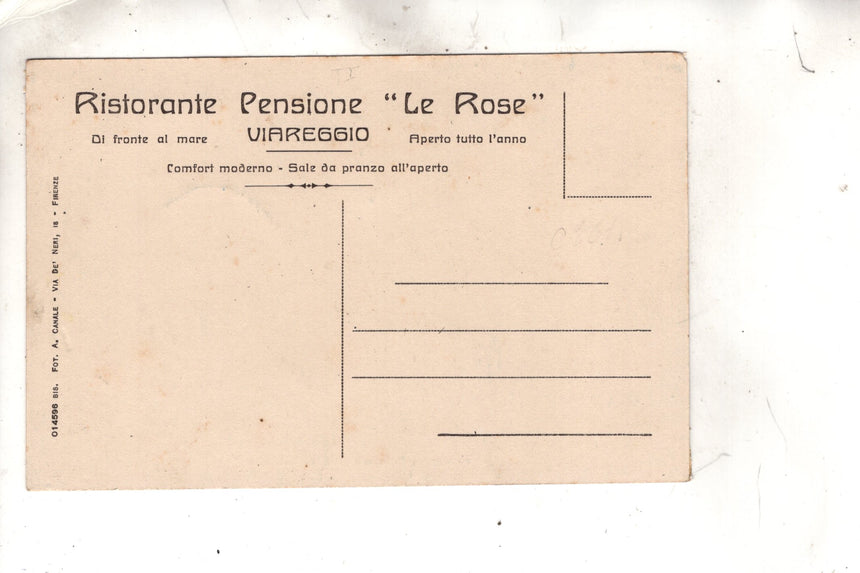 Ristorante Pensione "Le Rose"
Di fronte al mare VIAREGGIO Aperto tutto l'anno
Comfort moderno - Sale da pranzo all'aperto
014596 BIS. FOT. A. CANALE - VIA DE' NERI, 18 - FIRENZE